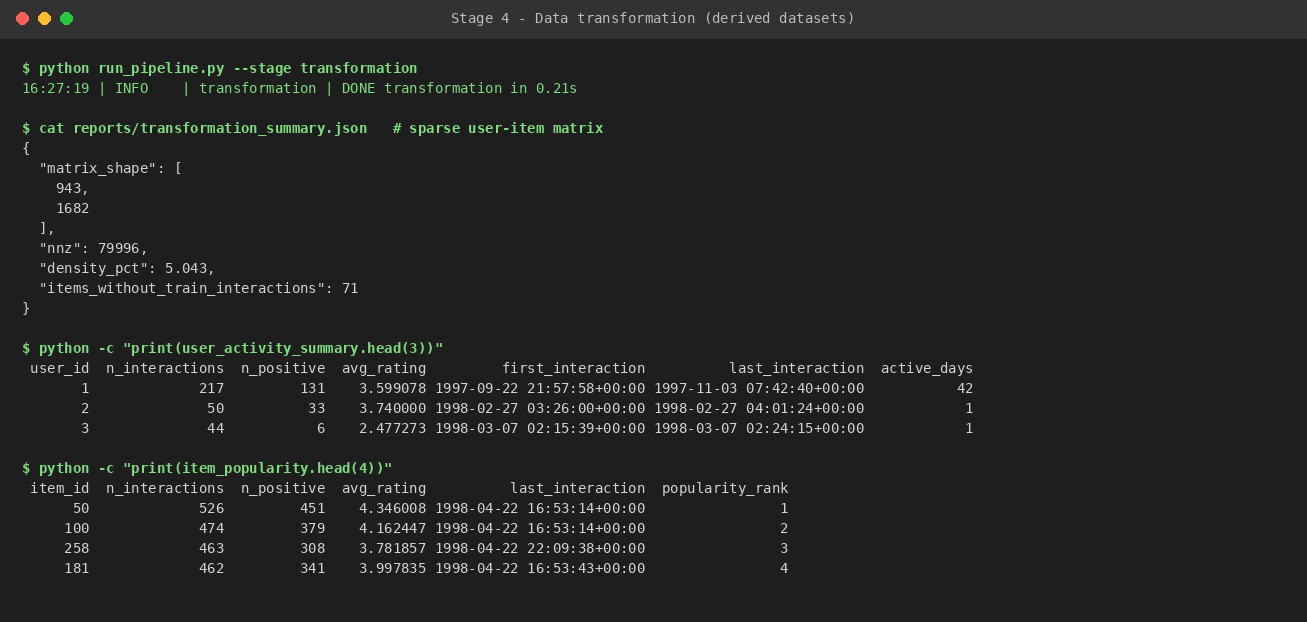 Stage 4 - Data transformation (derived datasets)
$ python run_pipeline.py --stage transformation
16:27:19 | INFO    | transformation | DONE transformation in 0.21s
$ cat reports/transformation_summary.json   # sparse user-item matrix
{
  "matrix_shape": [
    943,
    1682
  ],
  "nnz": 79996,
  "density_pct": 5.043,
  "items_without_train_interactions": 71
}
$ python -c "print(user_activity_summary.head(3))"
 user_id  n_interactions  n_positive  avg_rating         first_interaction          last_interaction  active_days
       1             217         131    3.599078 1997-09-22 21:57:58+00:00 1997-11-03 07:42:40+00:00           42
       2              50          33    3.740000 1998-02-27 03:26:00+00:00 1998-02-27 04:01:24+00:00            1
       3              44           6    2.477273 1998-03-07 02:15:39+00:00 1998-03-07 02:24:15+00:00            1
$ python -c "print(item_popularity.head(4))"
 item_id  n_interactions  n_positive  avg_rating          last_interaction  popularity_rank
      50             526         451    4.346008 1998-04-22 16:53:14+00:00                1
     100             474         379    4.162447 1998-04-22 16:53:14+00:00                2
     258             463         308    3.781857 1998-04-22 22:09:38+00:00                3
     181             462         341    3.997835 1998-04-22 16:53:43+00:00                4